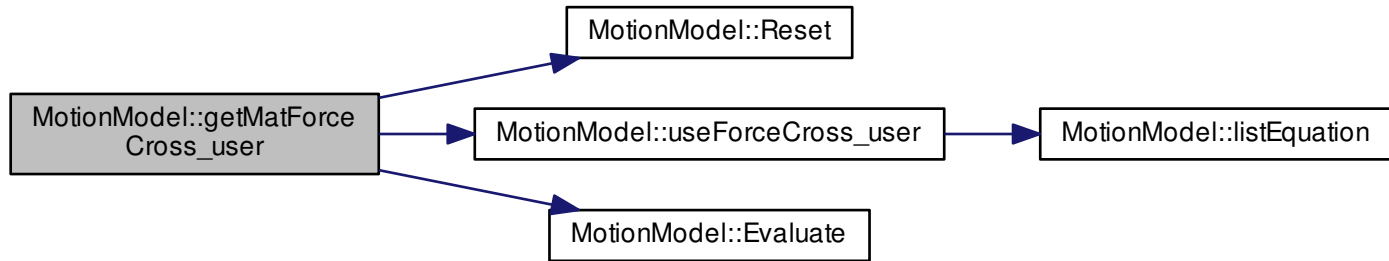 MotionModel::getMatForce
Cross_user
MotionModel::Reset
MotionModel::useForceCross_user
MotionModel::listEquation
MotionModel::Evaluate